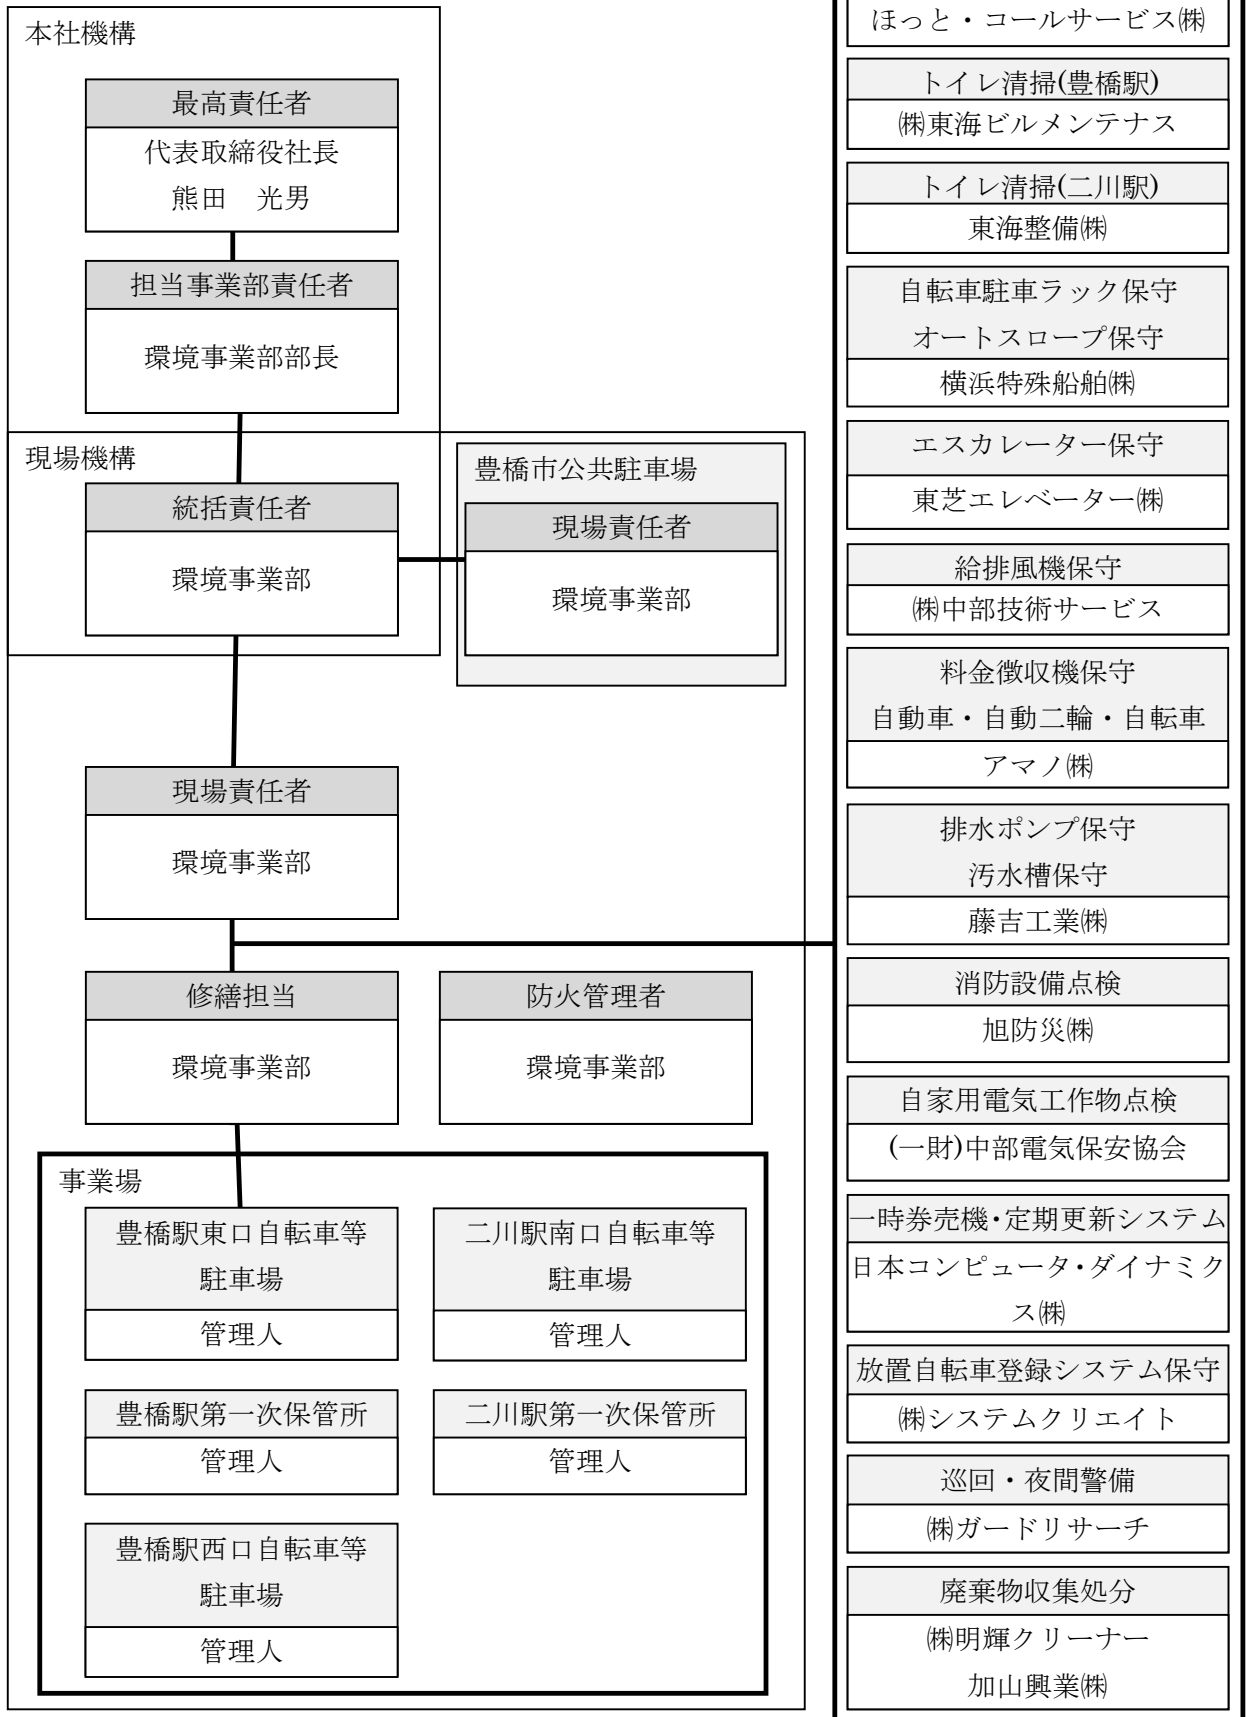 本社機構
最高責任者
代表取締役社長
熊田　光男
担当事業部責任者
環境事業部部長
現場機構
統括責任者
環境事業部
豊橋市公共駐車場
現場責任者
環境事業部
現場責任者
環境事業部
修繕担当
環境事業部
防火管理者
環境事業部
事業場
豊橋駅東口自転車等
駐車場
管理人
二川駅南口自転車等
駐車場
管理人
豊橋駅第一次保管所
管理人
二川駅第一次保管所
管理人
豊橋駅西口自転車等
駐車場
管理人
ほっと・コールサービス㈱
トイレ清掃(豊橋駅)
㈱東海ビルメンテナス
トイレ清掃(二川駅)
東海整備㈱
自転車駐車ラック保守
オートスロープ保守
横浜特殊船舶㈱
エスカレーター保守
東芝エレベーター㈱
給排風機保守
㈱中部技術サービス
料金徴収機保守
自動車・自動二輪・自転車
アマノ㈱
排水ポンプ保守
汚水槽保守
藤吉工業㈱
消防設備点検
旭防災㈱
自家用電気工作物点検
(一財)中部電気保安協会
一時券売機・定期更新システム
日本コンピュータ・ダイナミク
ス㈱
放置自転車登録システム保守
㈱システムクリエイト
巡回・夜間警備
㈱ガードリサーチ
廃棄物収集処分
㈱明輝クリーナー
加山興業㈱